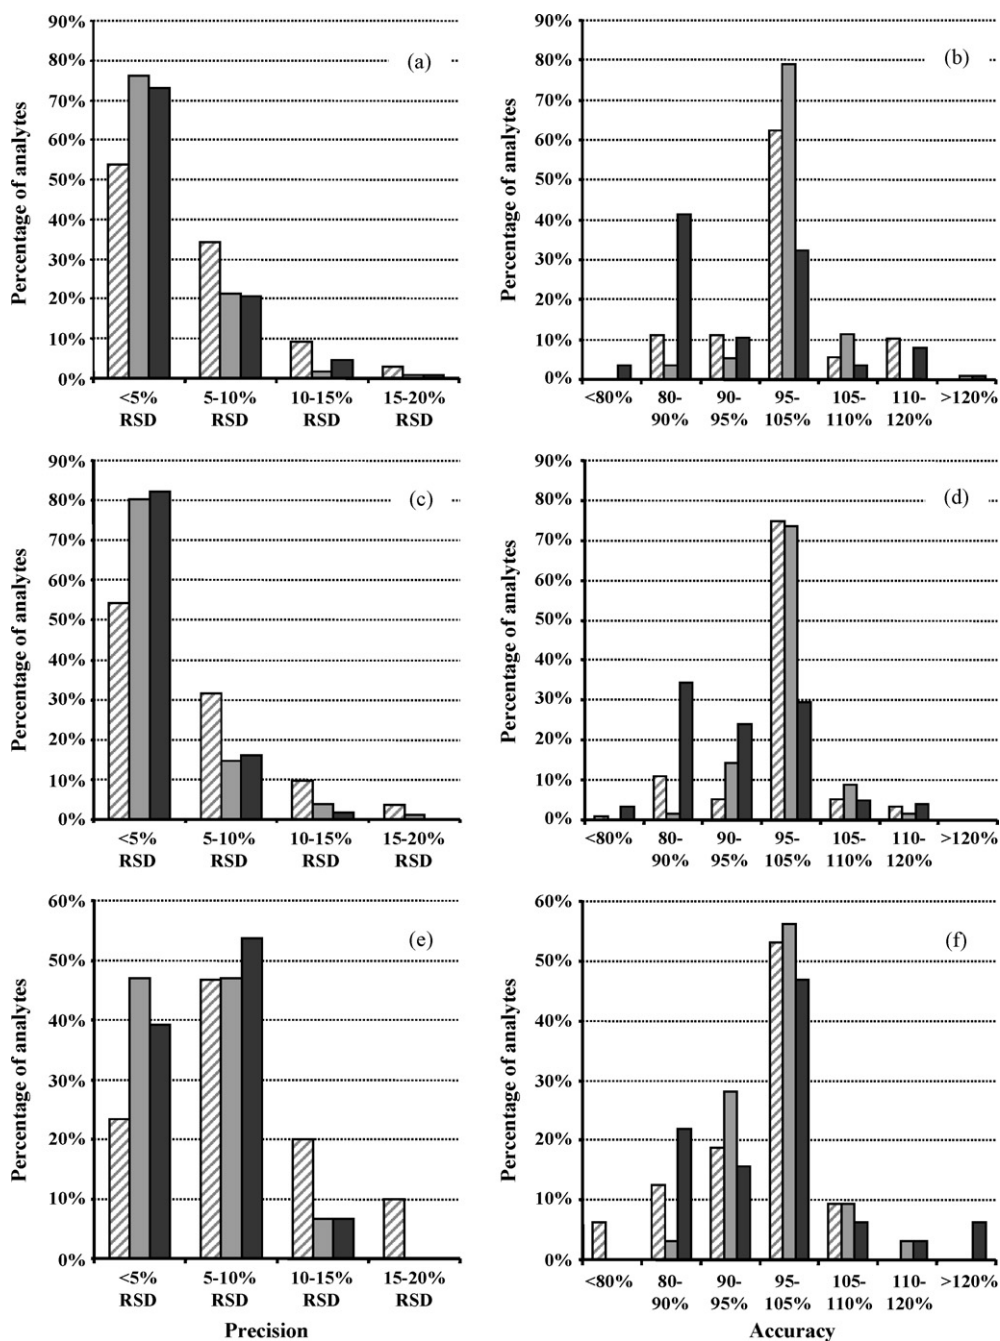 90%
80%
70%
60%
50%
40%
30%
20%
10%
0%
Percentage of analytes
(a)
<5% 5-10% 10-15% 15-20%
RSD RSD RSD RSD
90%
80%
70%
60%
50%
40%
30%
20%
10%
0%
Percentage of analytes
(b)
<80% 80- 90- 95- 105- 110- >120%
90% 95% 105% 110% 120%
90%
80%
70%
60%
50%
40%
30%
20%
10%
0%
Percentage of analytes
(c)
<5% 5-10% 10-15% 15-20%
RSD RSD RSD RSD
90%
80%
70%
60%
50%
40%
30%
20%
10%
0%
Percentage of analytes
(d)
<80% 80- 90- 95- 105- 110- >120%
90% 95% 105% 110% 120%
60%
50%
40%
30%
20%
10%
0%
Percentage of analytes
(e)
<5% 5-10% 10-15% 15-20%
RSD RSD RSD RSD
Precision
60%
50%
40%
30%
20%
10%
0%
Percentage of analytes
(f)
<80% 80- 90- 95- 105- 110- >120%
90% 95% 105% 110% 120%
Accuracy